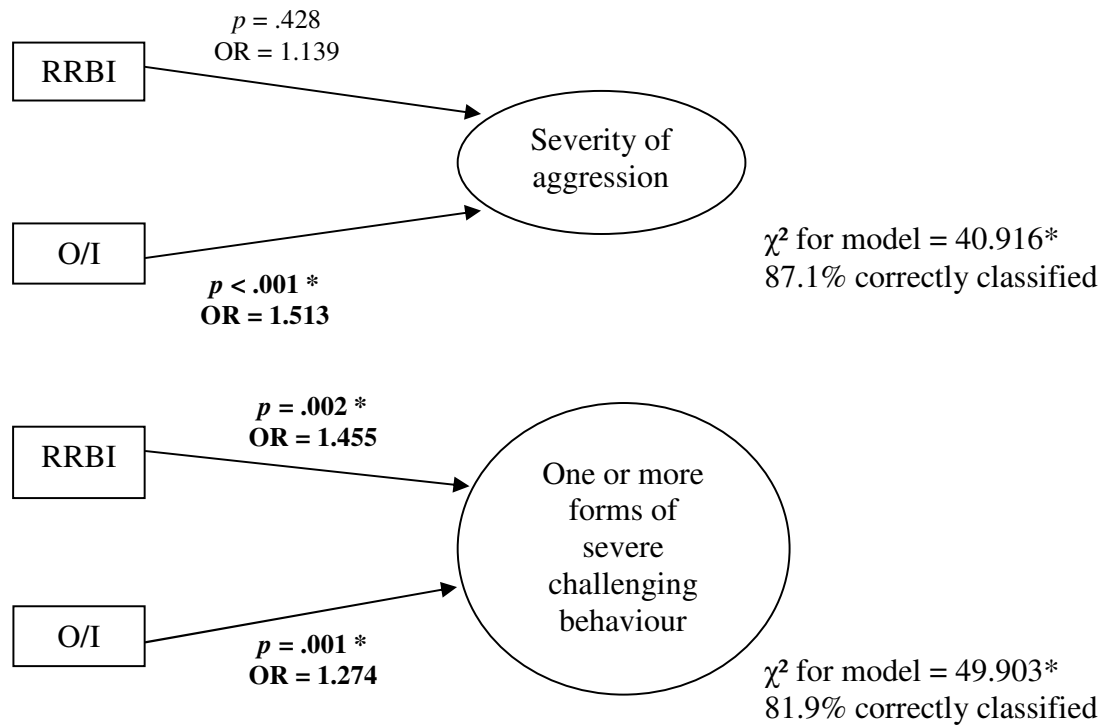 p = .428
OR = 1.139
RRBI
Severity of
aggression
O/I
p < .001 *
OR = 1.513
χ² for model = 40.916*
87.1% correctly classified
p = .002 *
OR = 1.455
RRBI
One or more
forms of
severe
challenging
behaviour
O/I
p = .001 *
OR = 1.274
χ² for model = 49.903*
81.9% correctly classified